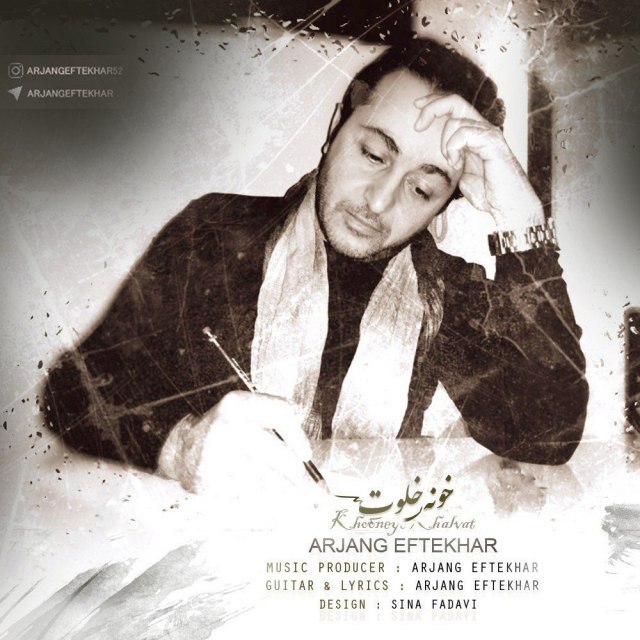 ARJANGEFTEKHAR52
ARJANGEFTEKHAR
خونه خلوت
Khooneye Khalvat
ARJANG EFTEKHAR
MUSIC PRODUCER : ARJANG EFTEKHAR
GUITAR & LYRICS : ARJANG EFTEKHAR
DESIGN : SINA FADAVI